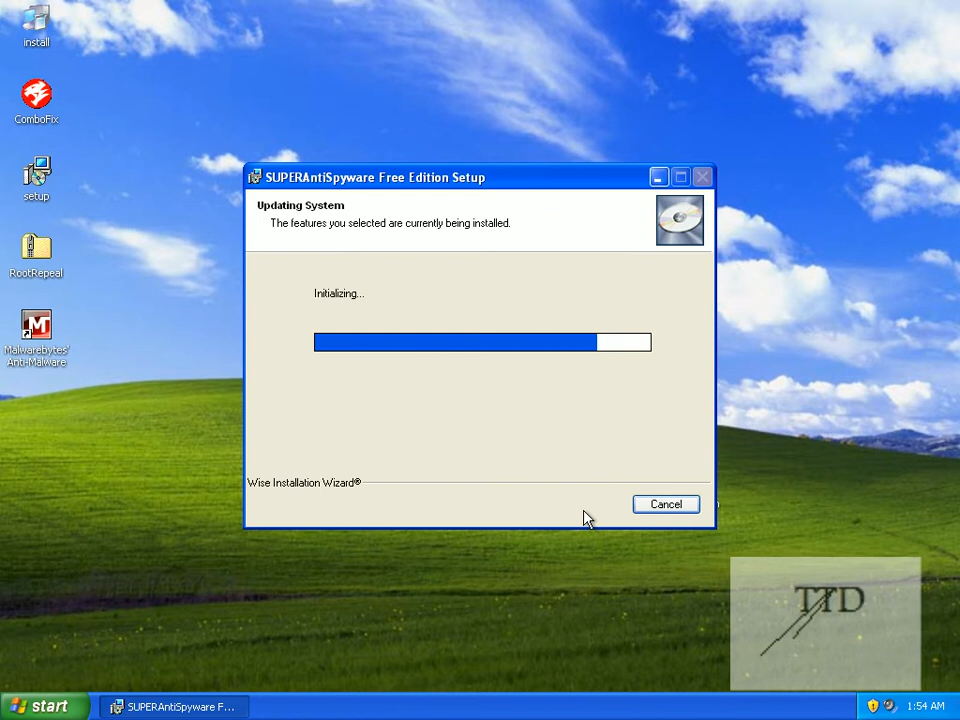 install
ComboFix
setup
RootRepeal
Malwarebytes'
Anti-Malware
SUPERAntiSpyware Free Edition Setup
Updating System
The features you selected are currently being installed.
Initializing...
Wise Installation Wizard®
Cancel
TTD
start
SUPERAntiSpyware F...
1:54 AM